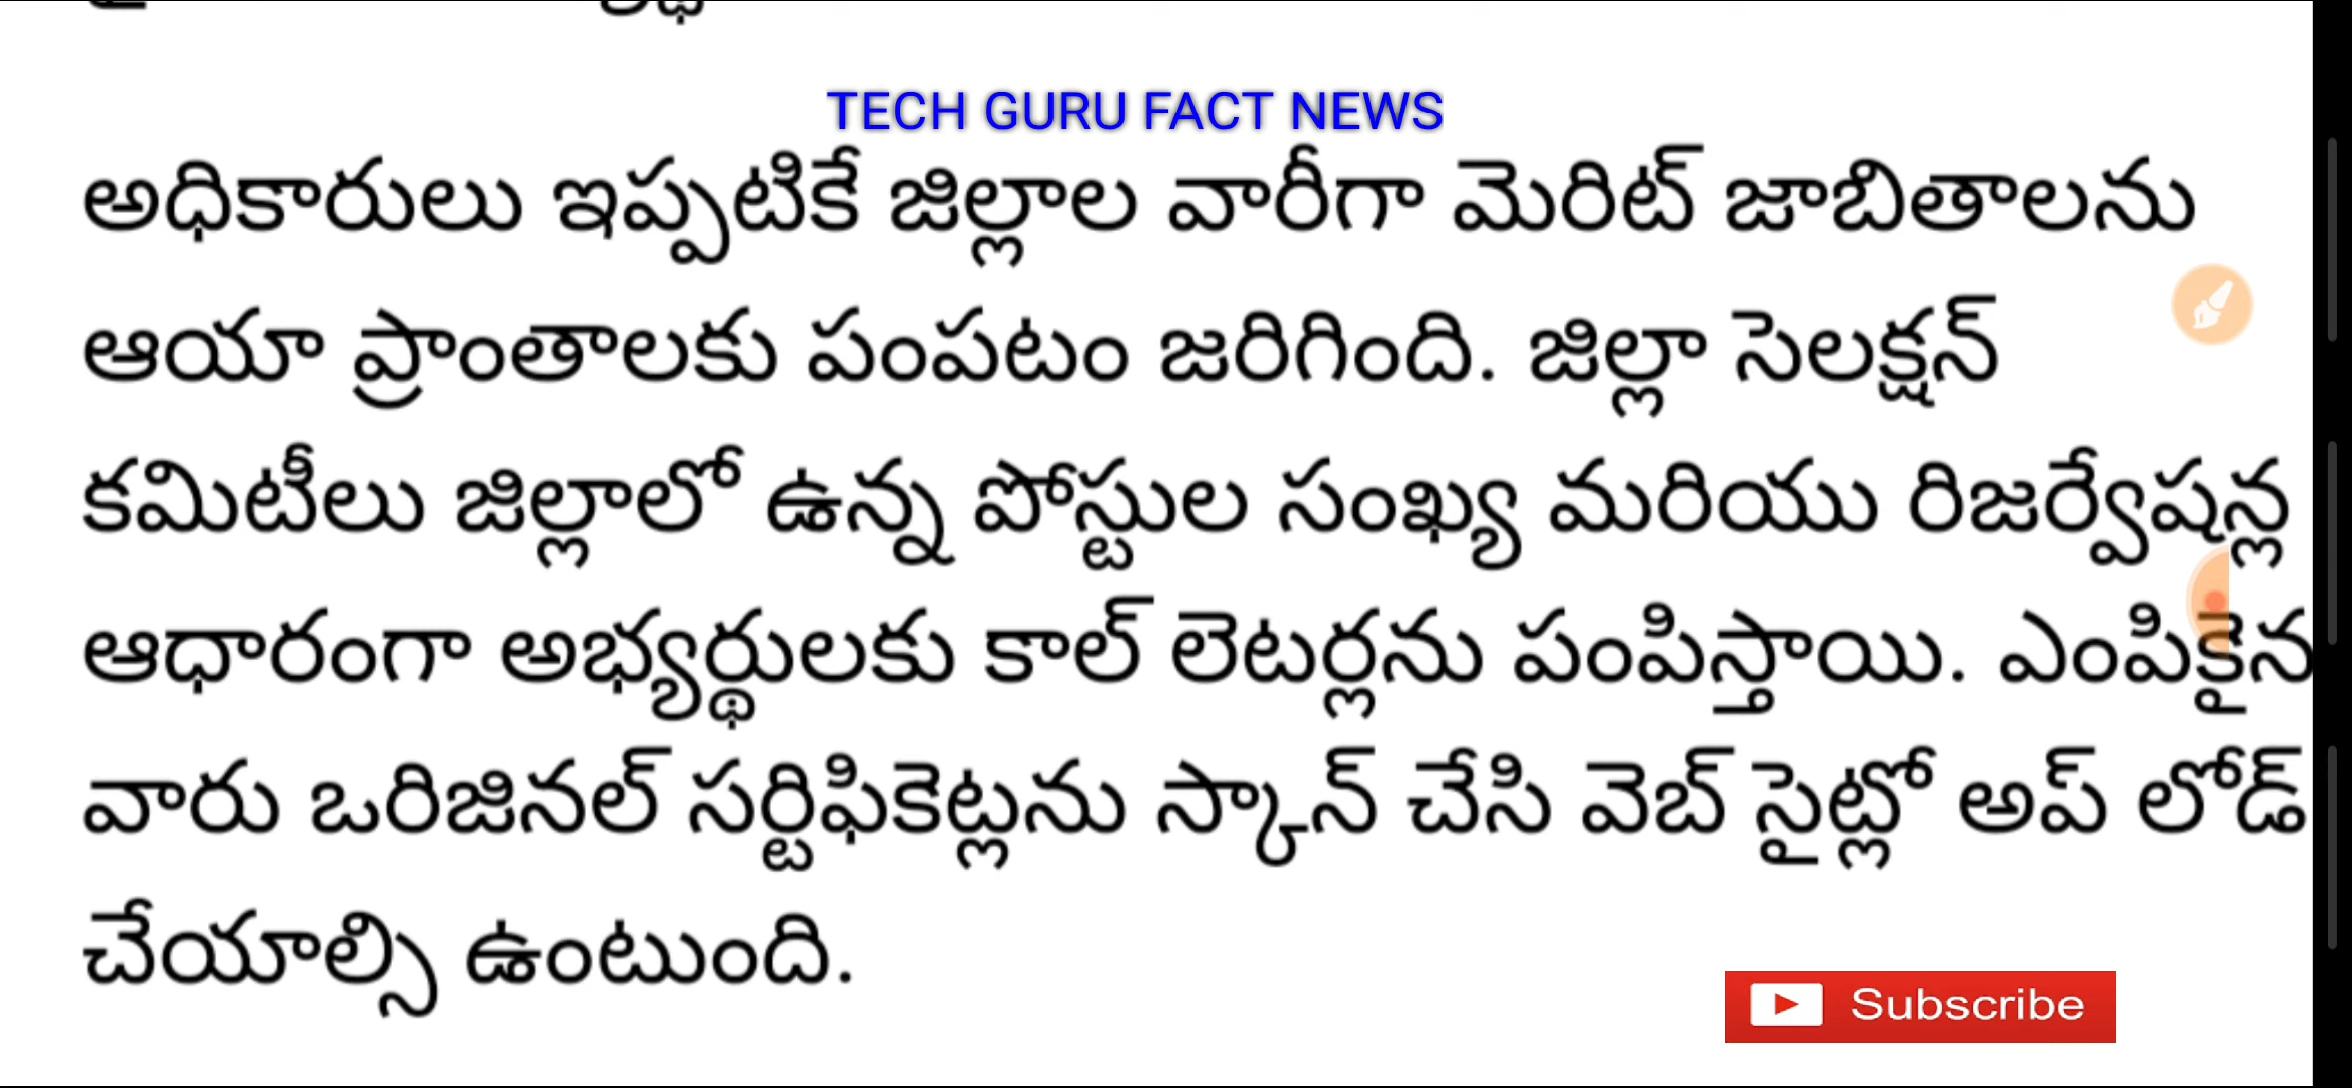 TECH GURU FACT NEWS
అధికారులు ఇప్పటికే జిల్లాల వారీగా మెరిట్ జాబితాలను
ఆయా ప్రాంతాలకు పంపటం జరిగింది. జిల్లా సెలక్షన్
కమిటీలు జిల్లాలో ఉన్న పోస్టుల సంఖ్య మరియు రిజర్వేషన్ల
ఆధారంగా అభ్యర్థులకు కాల్ లెటర్లను పంపిస్తాయి. ఎంపికైన
వారు ఒరిజినల్ సర్టిఫికెట్లను స్కాన్ చేసి వెబ్ సైట్లో అప్ లోడ్
చేయాల్సి ఉంటుంది.
Subscribe